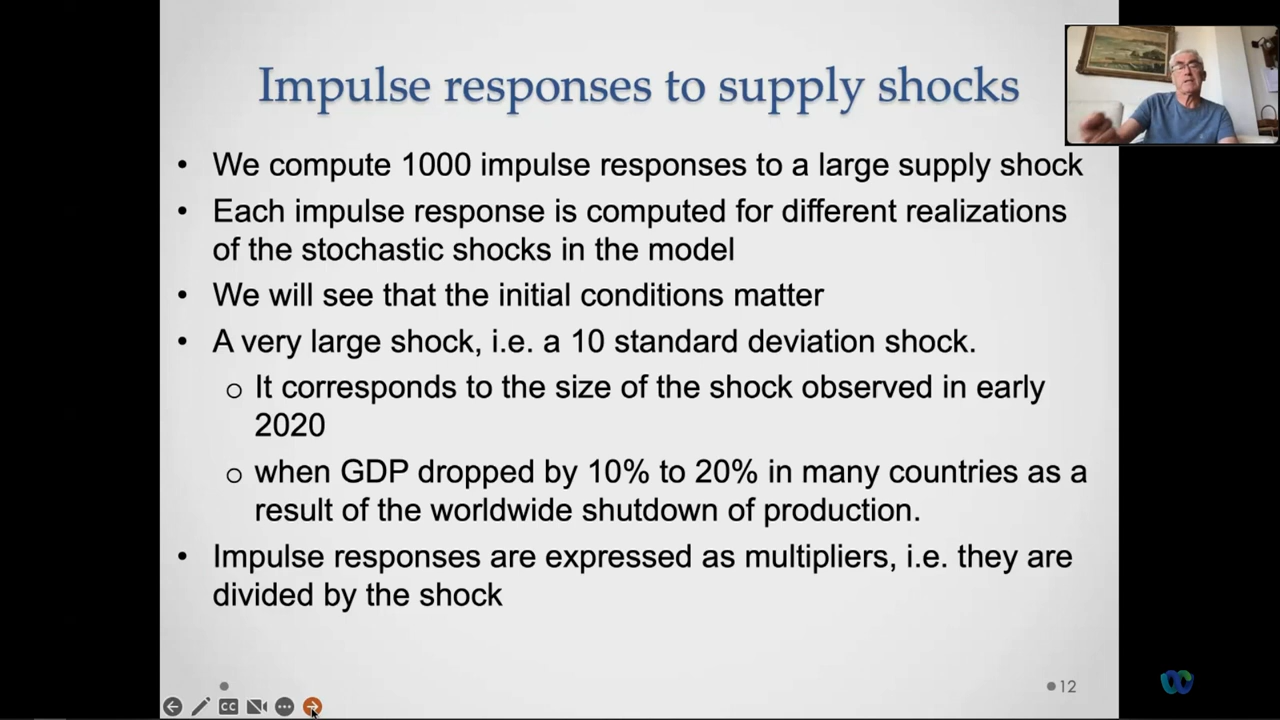 Impulse responses to supply shocks
• We compute 1000 impulse responses to a large supply shock
• Each impulse response is computed for different realizations
of the stochastic shocks in the model
• We will see that the initial conditions matter
• A very large shock, i.e. a 10 standard deviation shock.
o It corresponds to the size of the shock observed in early
2020
o when GDP dropped by 10% to 20% in many countries as a
result of the worldwide shutdown of production.
• Impulse responses are expressed as multipliers, i.e. they are
divided by the shock
12
CC